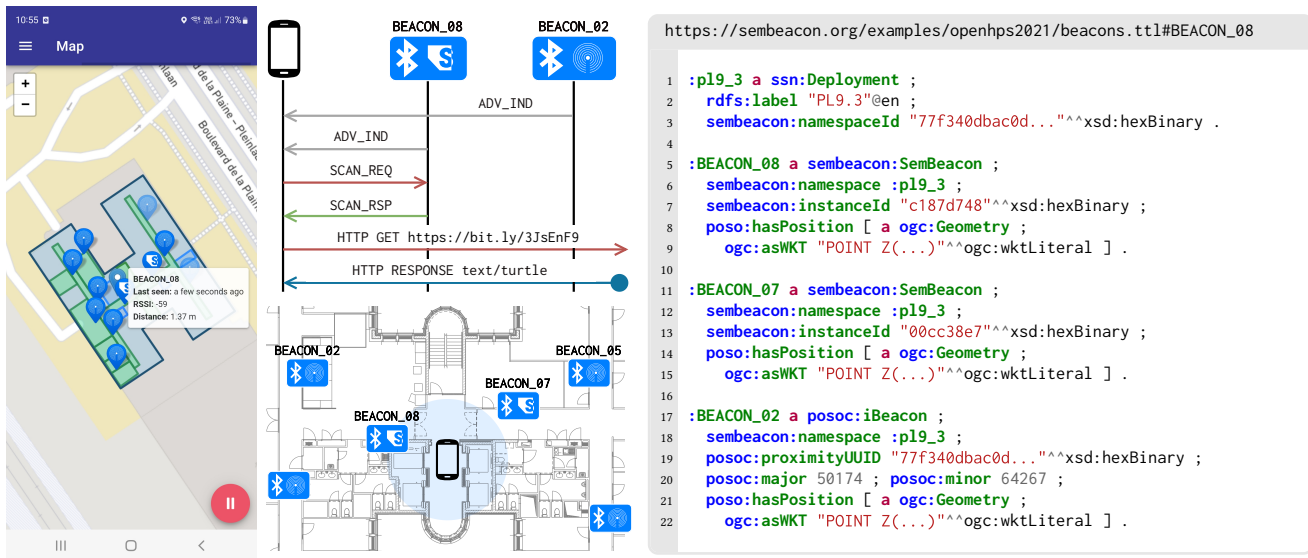 10:55
73%
Map
+
−
Boulevard de la Plaine - Pleinlaan
BEACON_08
Last seen: a few seconds ago
RSSI: -59
Distance: 1.37 m
BEACON_08
BEACON_02
ADV_IND
ADV_IND
SCAN_REQ
SCAN_RSP
HTTP GET https://bit.ly/3JsEnF9
HTTP RESPONSE text/turtle
BEACON_02
BEACON_05
BEACON_07
BEACON_08
https://sembeacon.org/examples/openhps2021/beacons.ttl#BEACON_08
1 :pl9_3 a ssn:Deployment ;
2 rdfs:label "PL9.3"@en ;
3 sembeacon:namespaceId "77f340dbac0d..."^^xsd:hexBinary .
4
5 :BEACON_08 a sembeacon:SemBeacon ;
6 sembeacon:namespace :pl9_3 ;
7 sembeacon:instanceId "c187d748"^^xsd:hexBinary ;
8 poso:hasPosition [ a ogc:Geometry ;
9 ogc:asWKT "POINT Z(...)"^^ogc:wktLiteral ] .
10
11 :BEACON_07 a sembeacon:SemBeacon ;
12 sembeacon:namespace :pl9_3 ;
13 sembeacon:instanceId "00cc38e7"^^xsd:hexBinary ;
14 poso:hasPosition [ a ogc:Geometry ;
15 ogc:asWKT "POINT Z(...)"^^ogc:wktLiteral ] .
16
17 :BEACON_02 a posoc:iBeacon ;
18 sembeacon:namespace :pl9_3 ;
19 posoc:proximityUUID "77f340dbac0d..."^^xsd:hexBinary ;
20 posoc:major 50174 ; posoc:minor 64267 ;
21 poso:hasPosition [ a ogc:Geometry ;
22 ogc:asWKT "POINT Z(...)"^^ogc:wktLiteral ] .